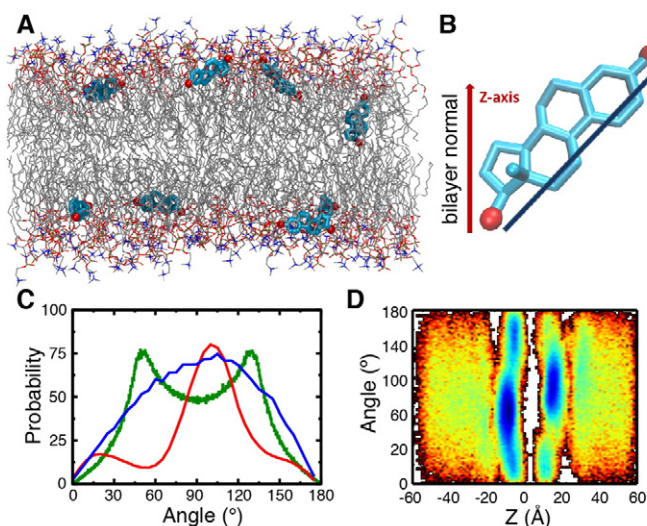 A
B
bilayer normal
Z-axis
C
100
75
50
25
0
Probability
0 30 60 90 120 150 180
Angle (°)
D
180
140
100
60
20
0
Angle (°)
-60 -40 -20 0 20 40 60
Z (Å)